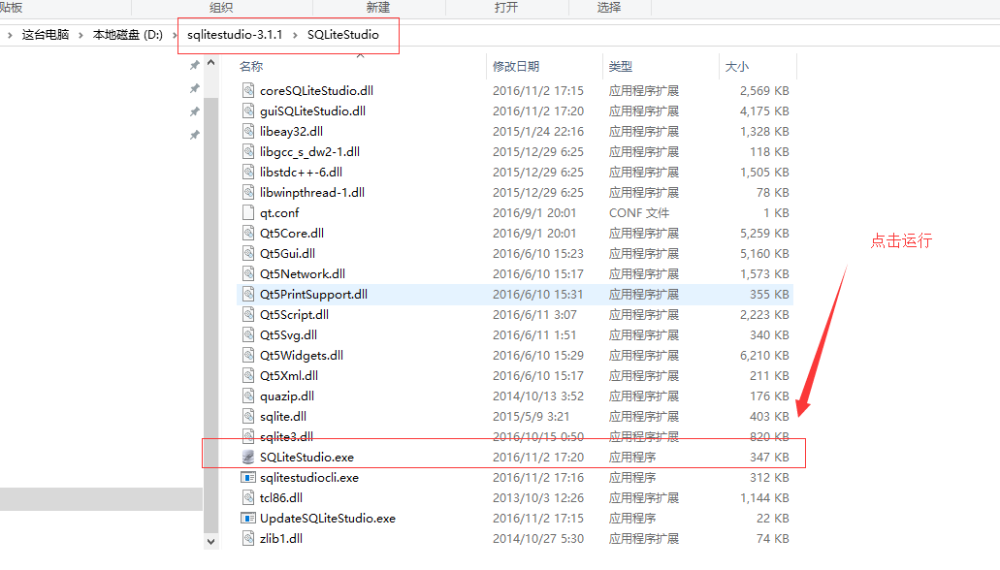 贴板 组织 新建 打开 选择
› 这台电脑 › 本地磁盘 (D:) › sqlitestudio-3.1.1 › SQLiteStudio
名称 修改日期 类型 大小
coreSQLiteStudio.dll 2016/11/2 17:15 应用程序扩展 2,569 KB
guiSQLiteStudio.dll 2016/11/2 17:20 应用程序扩展 4,175 KB
libeay32.dll 2015/1/24 22:16 应用程序扩展 1,328 KB
libgcc_s_dw2-1.dll 2015/12/29 6:25 应用程序扩展 118 KB
libstdc++-6.dll 2015/12/29 6:25 应用程序扩展 1,505 KB
libwinpthread-1.dll 2015/12/29 6:25 应用程序扩展 78 KB
qt.conf 2016/9/1 20:01 CONF 文件 1 KB
Qt5Core.dll 2016/9/1 20:01 应用程序扩展 5,259 KB
点击运行
Qt5Gui.dll 2016/6/10 15:23 应用程序扩展 5,160 KB
Qt5Network.dll 2016/6/10 15:17 应用程序扩展 1,573 KB
Qt5PrintSupport.dll 2016/6/10 15:31 应用程序扩展 355 KB
Qt5Script.dll 2016/6/11 3:07 应用程序扩展 2,223 KB
Qt5Svg.dll 2016/6/11 1:51 应用程序扩展 340 KB
Qt5Widgets.dll 2016/6/10 15:29 应用程序扩展 6,210 KB
Qt5Xml.dll 2016/6/10 15:17 应用程序扩展 211 KB
quazip.dll 2014/10/13 3:52 应用程序扩展 176 KB
sqlite.dll 2015/5/9 3:21 应用程序扩展 403 KB
sqlite3.dll 2016/10/15 0:50 应用程序扩展 820 KB
SQLiteStudio.exe 2016/11/2 17:20 应用程序 347 KB
sqlitestudiocli.exe 2016/11/2 17:16 应用程序 312 KB
tcl86.dll 2013/10/3 12:26 应用程序扩展 1,144 KB
UpdateSQLiteStudio.exe 2016/11/2 17:15 应用程序 22 KB
zlib1.dll 2014/10/27 5:30 应用程序扩展 74 KB